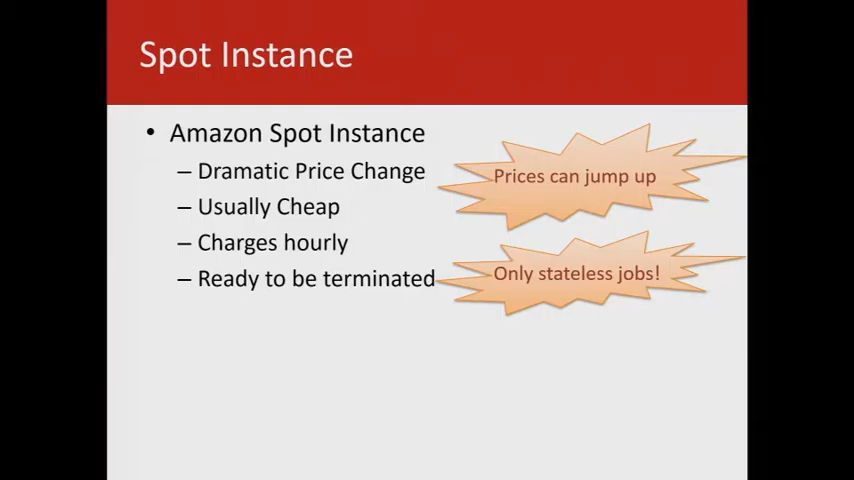 Spot Instance
• Amazon Spot Instance
– Dramatic Price Change
Prices can jump up
– Usually Cheap
– Charges hourly
– Ready to be terminated
Only stateless jobs!